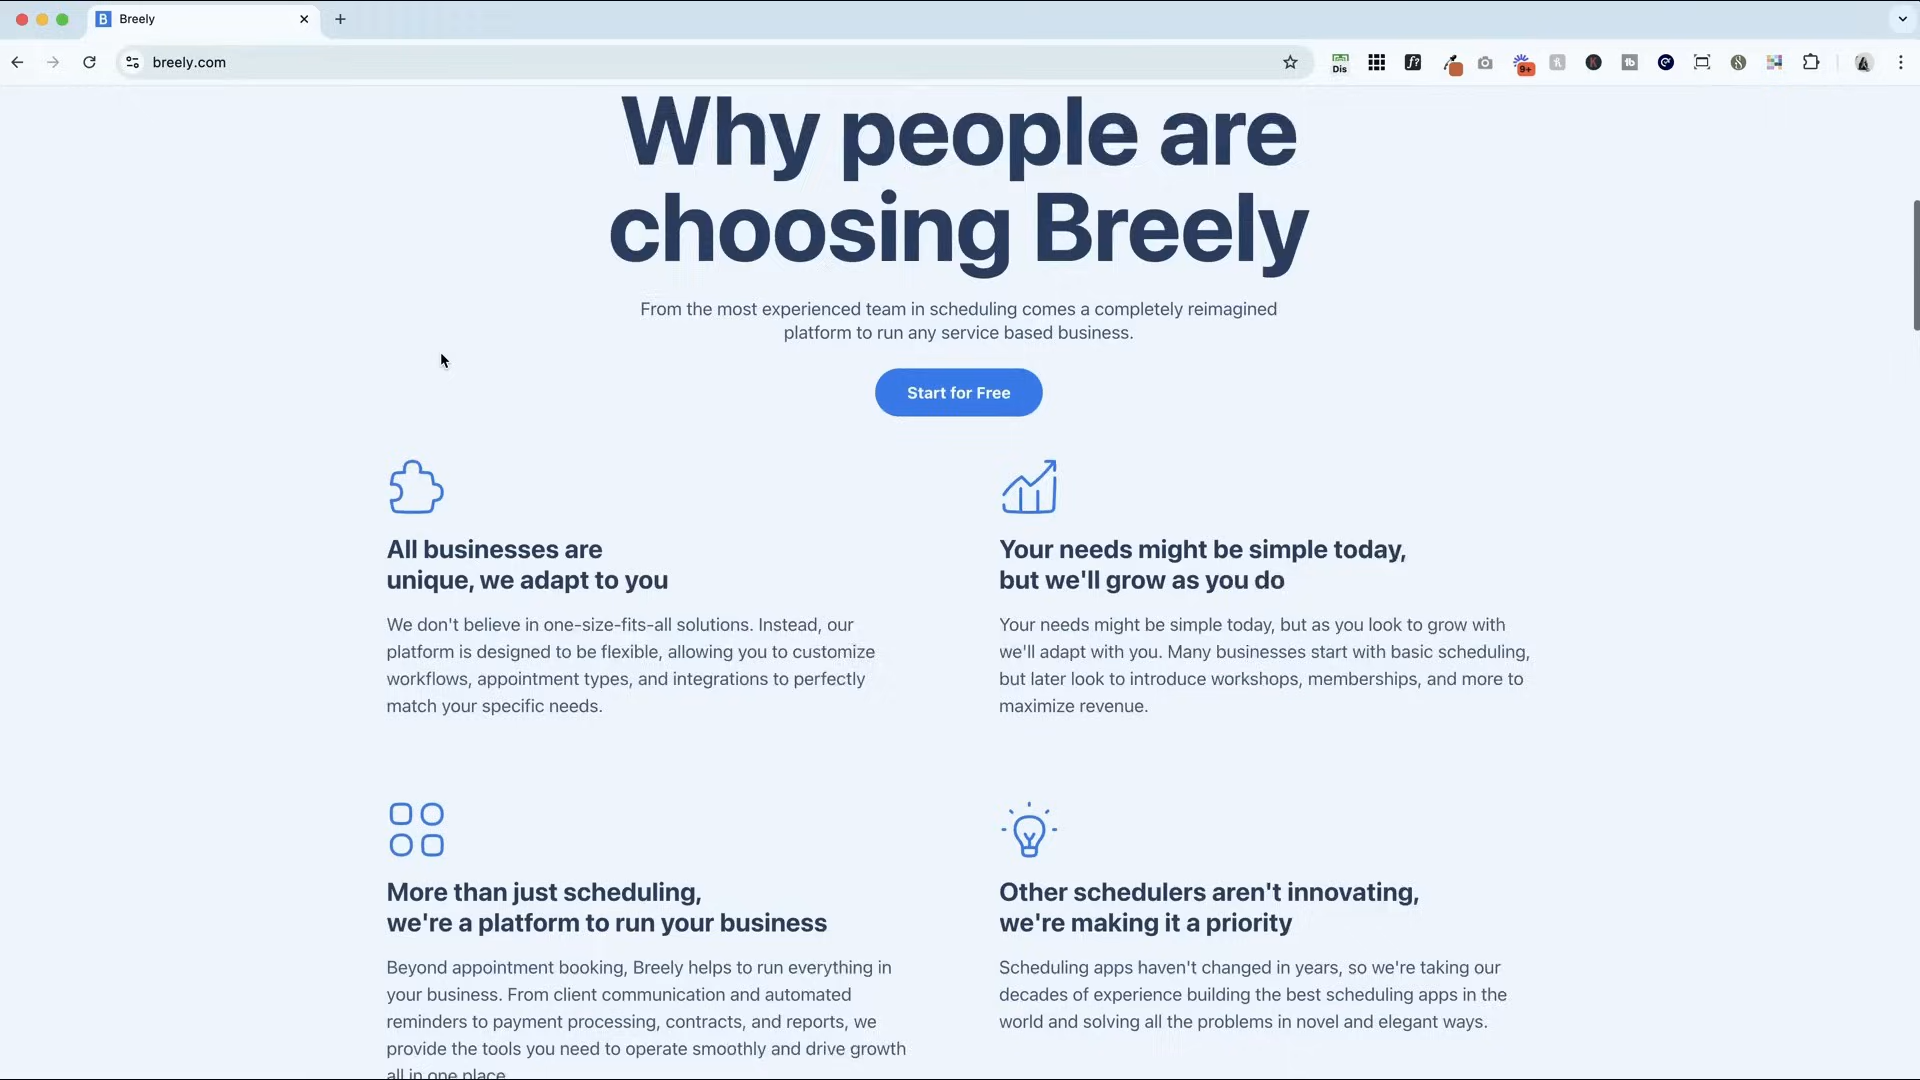 Breely
breely.com
Dis
f?
9+
tb
Why people are
choosing Breely
From the most experienced team in scheduling comes a completely reimagined
platform to run any service based business.
Start for Free
All businesses are
unique, we adapt to you
We don't believe in one-size-fits-all solutions. Instead, our
platform is designed to be flexible, allowing you to customize
workflows, appointment types, and integrations to perfectly
match your specific needs.
Your needs might be simple today,
but we'll grow as you do
Your needs might be simple today, but as you look to grow with
we'll adapt with you. Many businesses start with basic scheduling,
but later look to introduce workshops, memberships, and more to
maximize revenue.
More than just scheduling,
we're a platform to run your business
Beyond appointment booking, Breely helps to run everything in
your business. From client communication and automated
reminders to payment processing, contracts, and reports, we
provide the tools you need to operate smoothly and drive growth
all in one place.
Other schedulers aren't innovating,
we're making it a priority
Scheduling apps haven't changed in years, so we're taking our
decades of experience building the best scheduling apps in the
world and solving all the problems in novel and elegant ways.